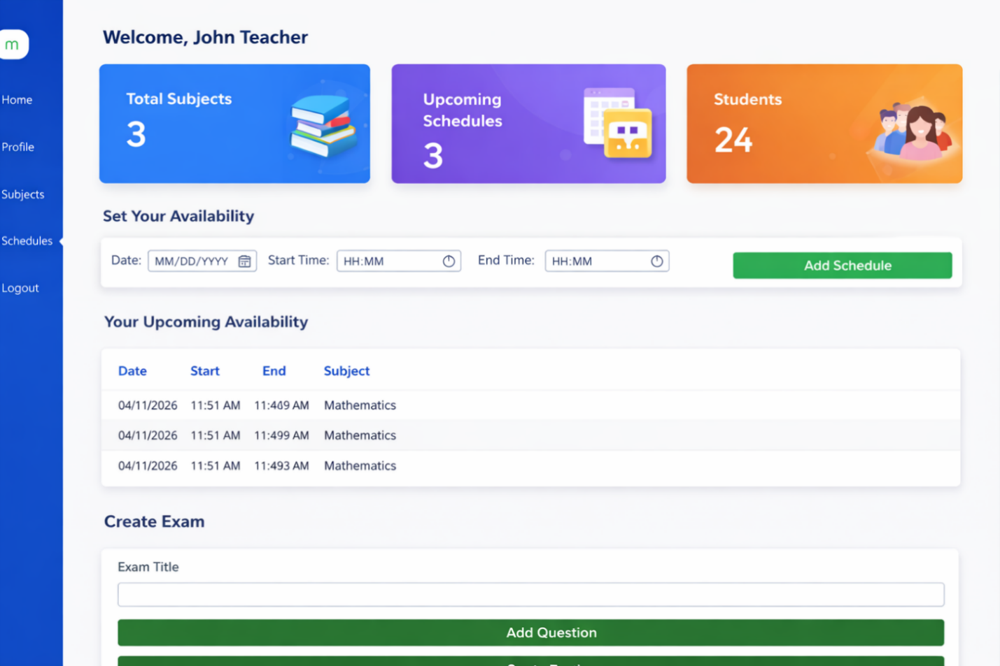 m
Home
Profile
Subjects
Schedules
Logout
Welcome, John Teacher
Total Subjects
3
Upcoming
Schedules
3
Students
24
Set Your Availability
Date: MM/DD/YYYY Start Time: HH:MM End Time: HH:MM Add Schedule
Your Upcoming Availability
Date Start End Subject
04/11/2026 11:51 AM 11:469 AM Mathematics
04/11/2026 11:51 AM 11:499 AM Mathematics
04/11/2026 11:51 AM 11:493 AM Mathematics
Create Exam
Exam Title
Add Question